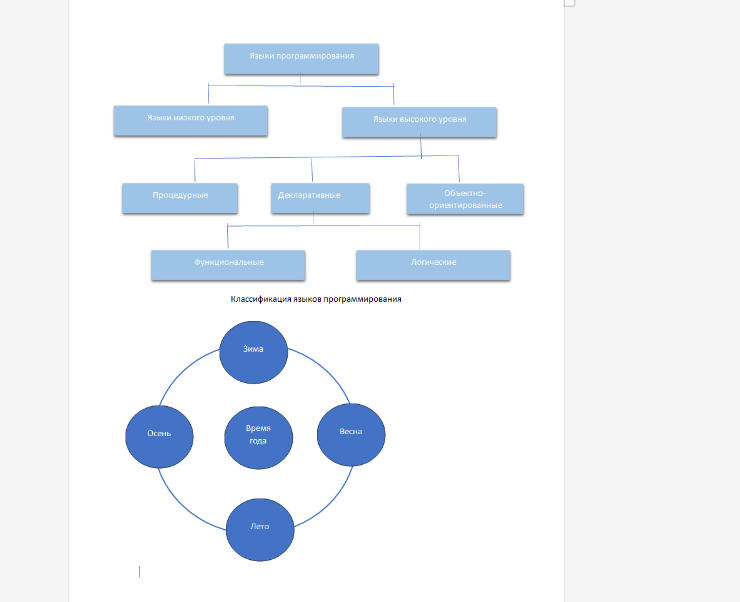 Языки программирования
Языки низкого уровня
Языки высокого уровня
Процедурные
Декларативные
Объектно-
ориентированные
Функциональные
Логические
Классификация языков программирования
Зима
Осень
Время
года
Весна
Лето